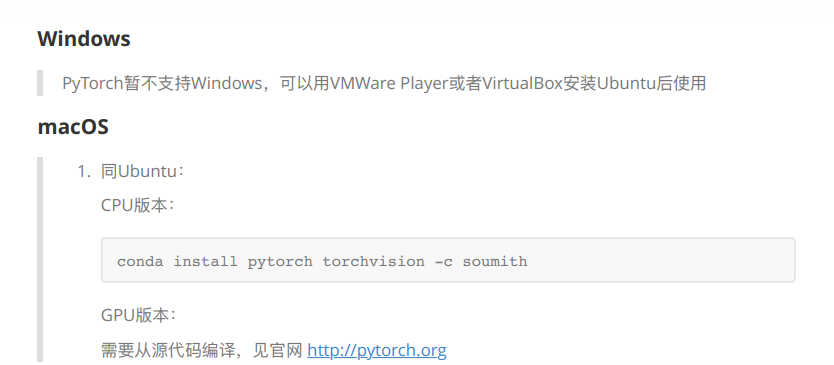 Windows
PyTorch暂不支持Windows，可以用VMWare Player或者VirtualBox安装Ubuntu后使用
macOS
1. 同Ubuntu：
CPU版本：
conda install pytorch torchvision -c soumith
GPU版本：
需要从源代码编译，见官网 http://pytorch.org